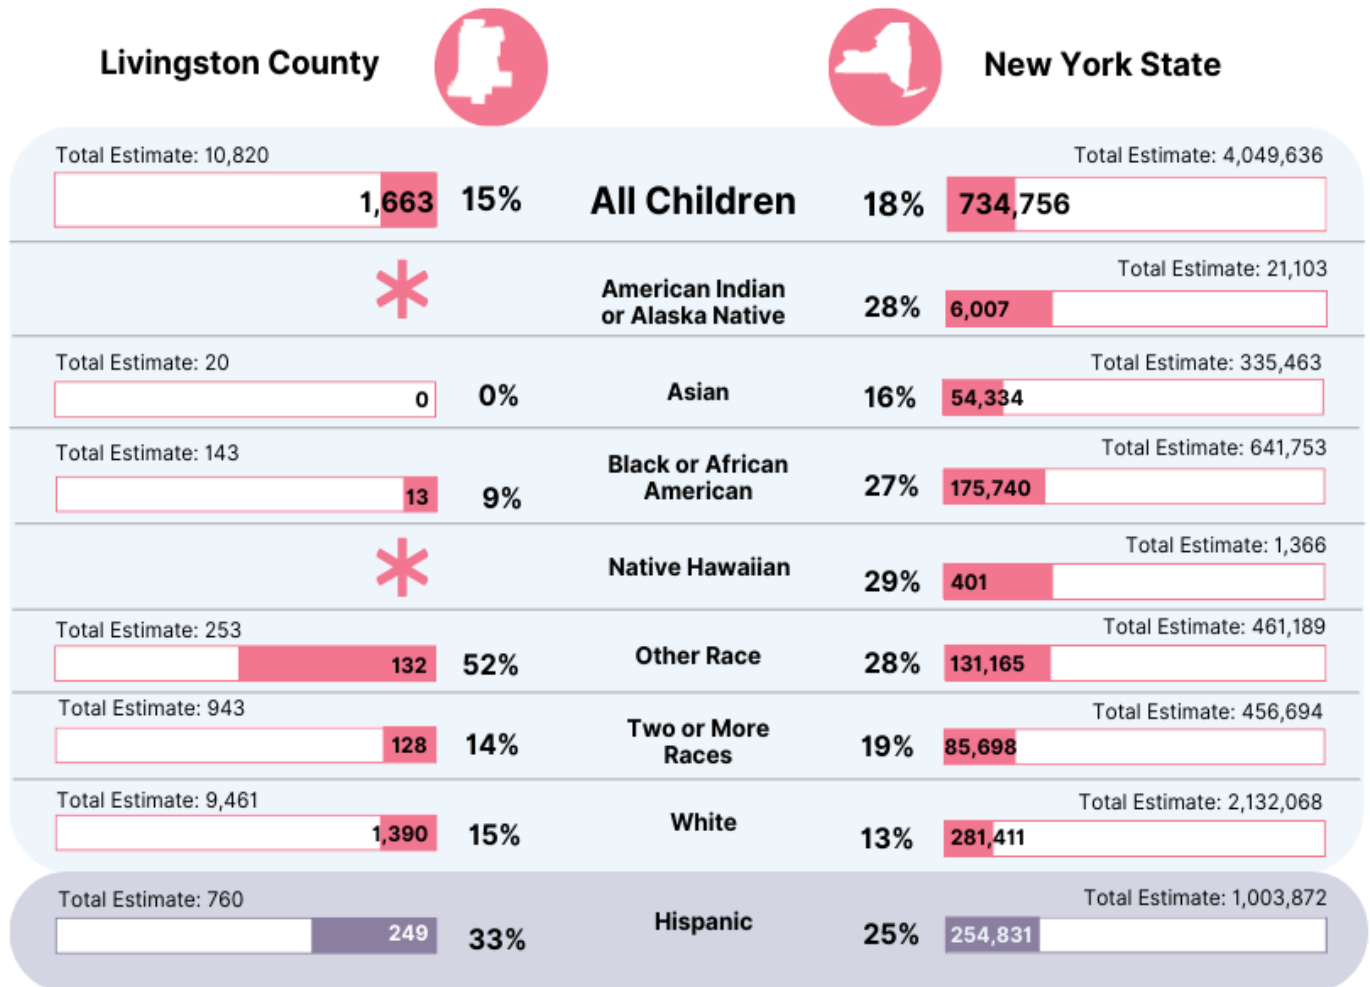 Livingston County
New York State
Total Estimate: 10,820
Total Estimate: 4,049,636
1,663 15% All Children 18% 734,756
*
American Indian
or Alaska Native
Total Estimate: 21,103
28% 6,007
Total Estimate: 20
Total Estimate: 335,463
0 0% Asian 16% 54,334
Total Estimate: 143
Total Estimate: 641,753
13 9%
Black or African
American
27% 175,740
*
Native Hawaiian
Total Estimate: 1,366
29% 401
Total Estimate: 253
Total Estimate: 461,189
132 52% Other Race 28% 131,165
Total Estimate: 943
Total Estimate: 456,694
128 14%
Two or More
Races
19% 85,698
Total Estimate: 9,461
Total Estimate: 2,132,068
1,390 15% White 13% 281,411
Total Estimate: 760
Total Estimate: 1,003,872
249 33% Hispanic 25% 254,831